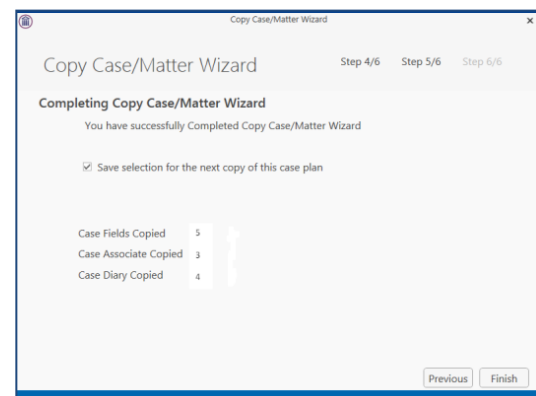 Copy Case/Matter Wizard
x
Copy Case/Matter Wizard Step 4/6 Step 5/6 Step 6/6
Completing Copy Case/Matter Wizard
You have successfully Completed Copy Case/Matter Wizard
Save selection for the next copy of this case plan
Case Fields Copied 5
Case Associate Copied 3
Case Diary Copied 4
Previous Finish